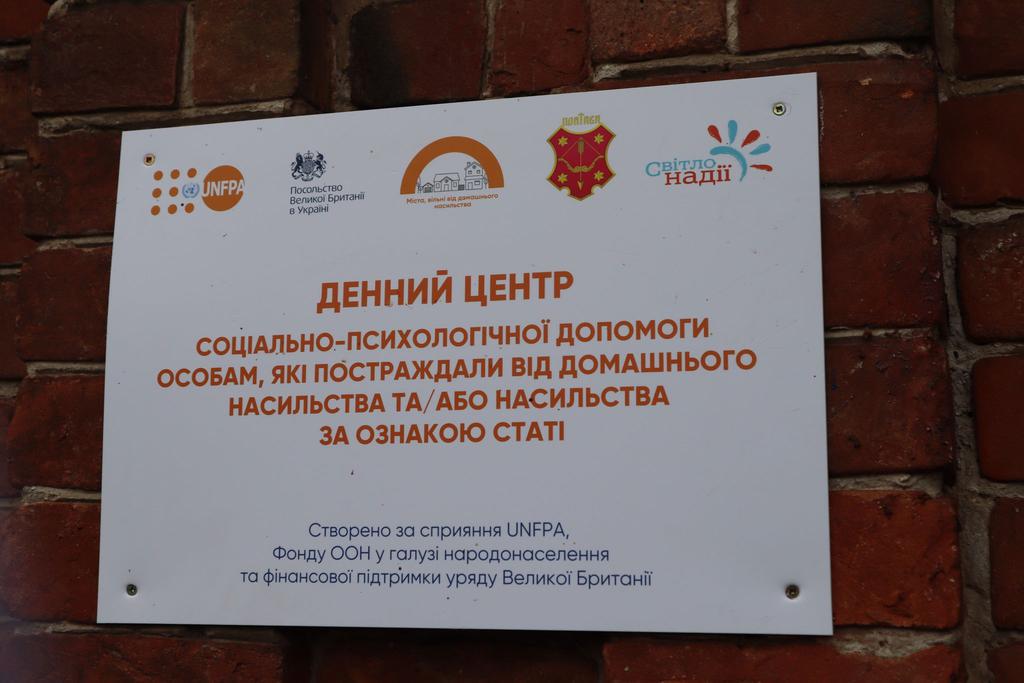 UNFPA
Посольство
Великої Британії
в Україні
Міста, вільні від домашнього
насильства
ПОЛТАВА
Світло
надії
ДЕННИЙ ЦЕНТР
СОЦІАЛЬНО-ПСИХОЛОГІЧНОЇ ДОПОМОГИ
ОСОБАМ, ЯКІ ПОСТРАЖДАЛИ ВІД ДОМАШНЬОГО
НАСИЛЬСТВА ТА/АБО НАСИЛЬСТВА
ЗА ОЗНАКОЮ СТАТІ
Створено за сприяння UNFPA,
Фонду ООН у галузі народонаселення
та фінансової підтримки уряду Великої Британії